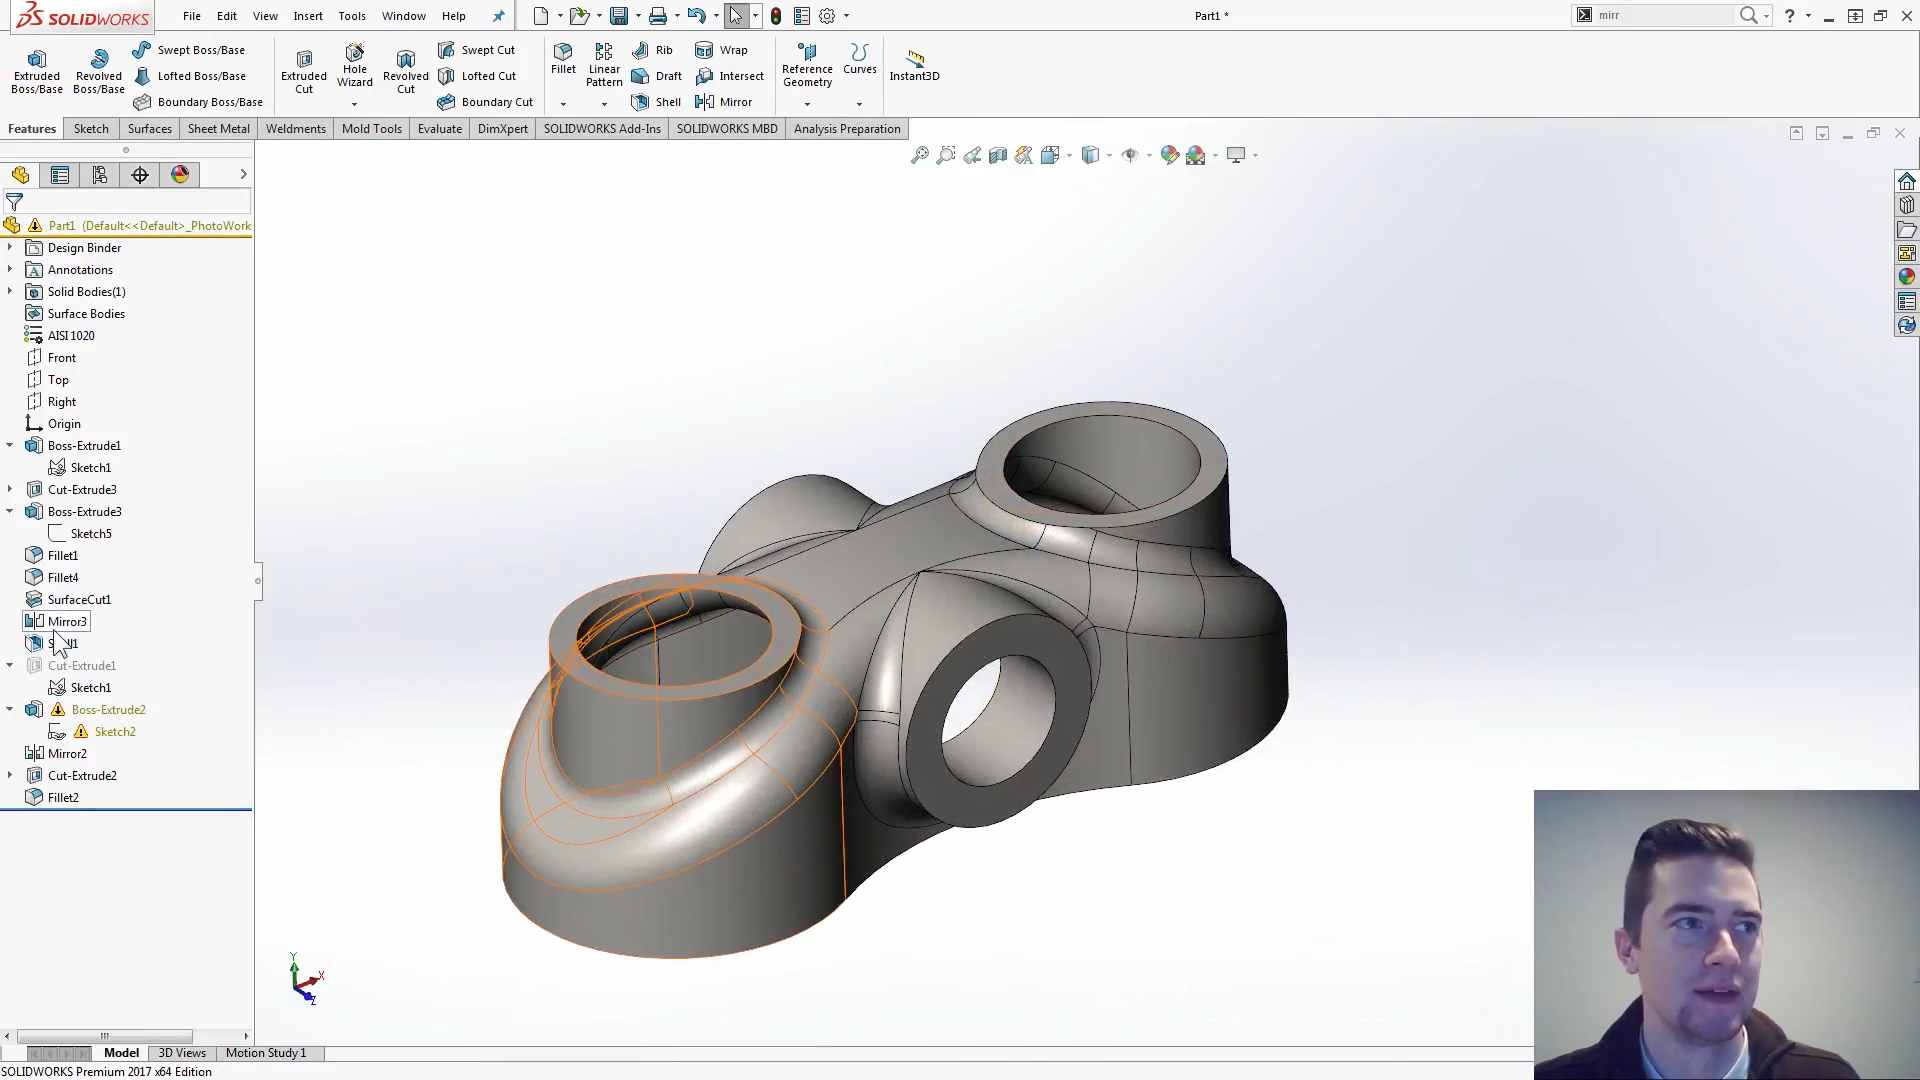 SOLIDWORKS
File Edit View Insert Tools Window Help
Part1 *
mirr
Extruded Boss/Base
Revolved Boss/Base
Swept Boss/Base
Lofted Boss/Base
Boundary Boss/Base
Extruded Cut
Hole Wizard
Revolved Cut
Swept Cut
Lofted Cut
Boundary Cut
Fillet
Linear Pattern
Rib
Draft
Shell
Wrap
Intersect
Mirror
Reference Geometry
Curves
Instant3D
Features Sketch Surfaces Sheet Metal Weldments Mold Tools Evaluate DimXpert SOLIDWORKS Add-Ins SOLIDWORKS MBD Analysis Preparation
Part1 (Default<<Default>_PhotoWork
Design Binder
Annotations
Solid Bodies(1)
Surface Bodies
AISI 1020
Front
Top
Right
Origin
Boss-Extrude1
Sketch1
Cut-Extrude3
Boss-Extrude3
Sketch5
Fillet1
Fillet4
SurfaceCut1
Mirror3
Cut-Extrude1
Sketch1
Boss-Extrude2
Sketch2
Mirror2
Cut-Extrude2
Fillet2
Y
X
Z
Model 3D Views Motion Study 1
SOLIDWORKS Premium 2017 x64 Edition